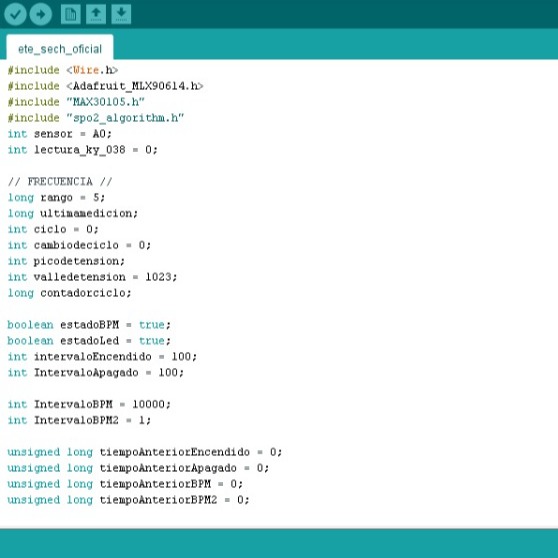 ete_sech_oficial
#include <Wire.h>
#include <Adafruit_MLX90614.h>
#include "MAX30105.h"
#include "spo2_algorithm.h"
int sensor = A0;
int lectura_ky_038 = 0;
// FRECUENCIA //
long rango = 5;
long ultimamedicion;
int ciclo = 0;
int cambiodeciclo = 0;
int picodetension;
int valledetension = 1023;
long contadorciclo;
boolean estadoBPM = true;
boolean estadoLed = true;
int intervaloEncendido = 100;
int IntervaloApagado = 100;
int IntervaloBPM = 10000;
int IntervaloBPM2 = 1;
unsigned long tiempoAnteriorEncendido = 0;
unsigned long tiempoAnteriorApagado = 0;
unsigned long tiempoAnteriorBPM = 0;
unsigned long tiempoAnteriorBPM2 = 0;